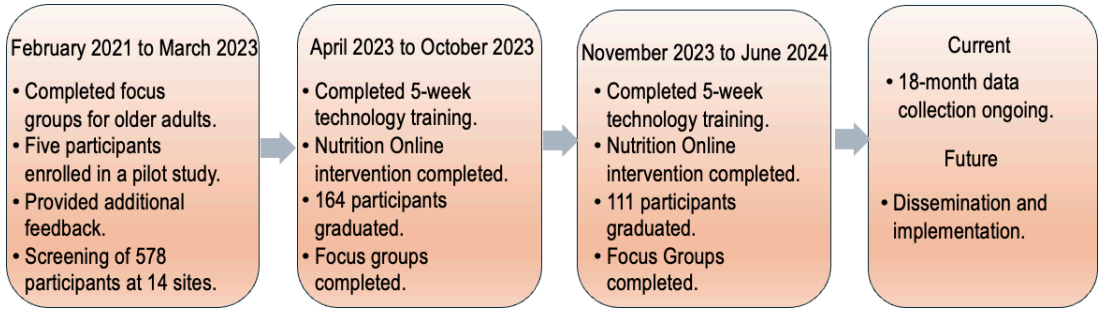 February 2021 to March 2023
• Completed focus
groups for older adults.
• Five participants
enrolled in a pilot study.
• Provided additional
feedback.
• Screening of 578
participants at 14 sites.
April 2023 to October 2023
• Completed 5-week
technology training.
• Nutrition Online
intervention completed.
• 164 participants
graduated.
• Focus groups
completed.
November 2023 to June 2024
• Completed 5-week
technology training.
• Nutrition Online
intervention completed.
• 111 participants
graduated.
• Focus Groups
completed.
Current
• 18-month data
collection ongoing.
Future
• Dissemination and
implementation.